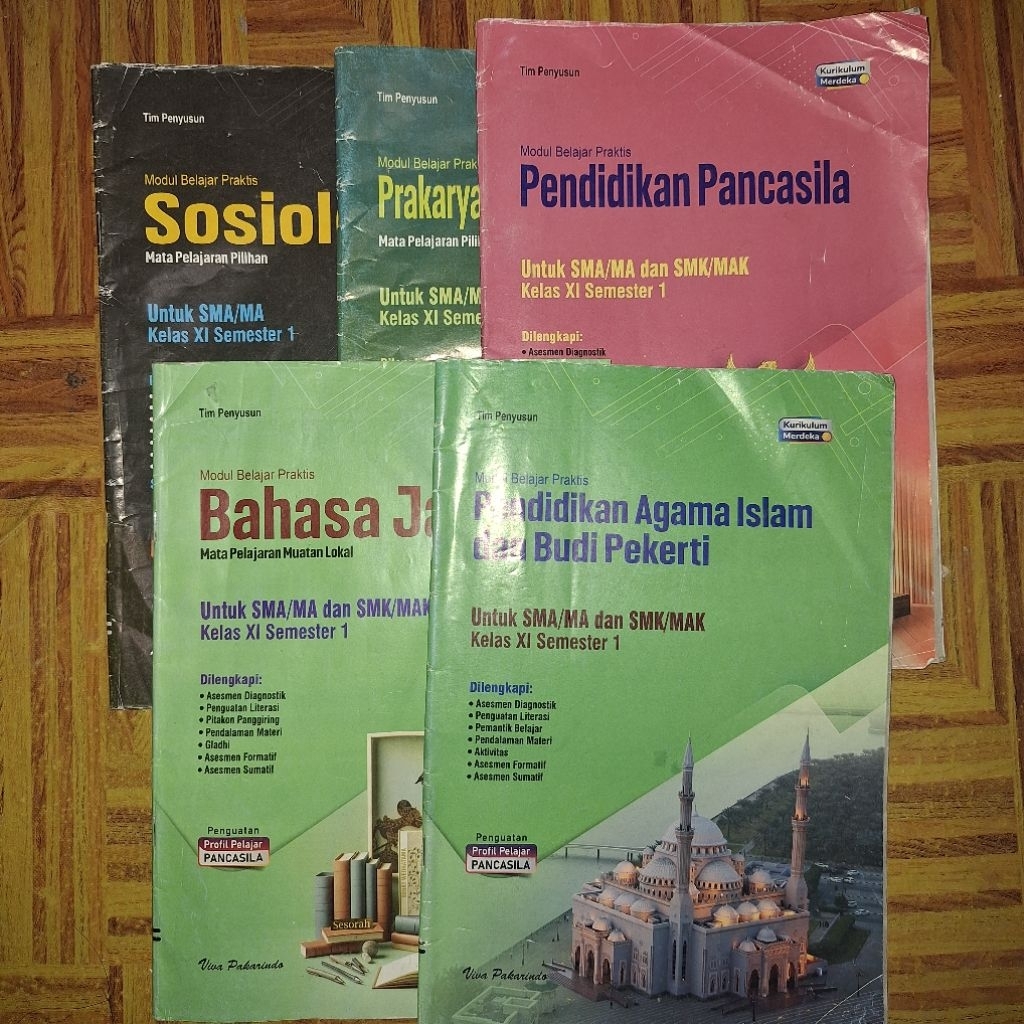 Tim Penyusun
Modul Belajar Praktis
Sosiol
Mata Pelajaran Pilihan
Untuk SMA/MA
Kelas XI Semester 1
Tim Penyusun
Modul Belajar Prak
Prakarya
Mata Pelajaran Pili
Untuk SMA/M
Kelas XI Seme
Tim Penyusun
Kurikulum
Merdeka
Modul Belajar Praktis
Pendidikan Pancasila
Untuk SMA/MA dan SMK/MAK
Kelas XI Semester 1
Dilengkapi:
• Asesmen Diagnostik
Tim Penyusun
Modul Belajar Praktis
Bahasa Ja
Mata Pelajaran Muatan Lokal
Untuk SMA/MA dan SMK/MAK
Kelas XI Semester 1
Dilengkapi:
• Asesmen Diagnostik
• Penguatan Literasi
• Pitakon Panggiring
• Pendalaman Materi
• Gladhi
• Asesmen Formatif
• Asesmen Sumatif
Penguatan
Profil Pelajar
PANCASILA
Sesorah
Viva Pakarindo
Tim Penyusun
Kurikulum
Merdeka
Modul Belajar Praktis
Pendidikan Agama Islam
dan Budi Pekerti
Untuk SMA/MA dan SMK/MAK
Kelas XI Semester 1
Dilengkapi:
• Asesmen Diagnostik
• Penguatan Literasi
• Pemantik Belajar
• Pendalaman Materi
• Aktivitas
• Asesmen Formatif
• Asesmen Sumatif
Penguatan
Profil Pelajar
PANCASILA
Viva Pakarindo